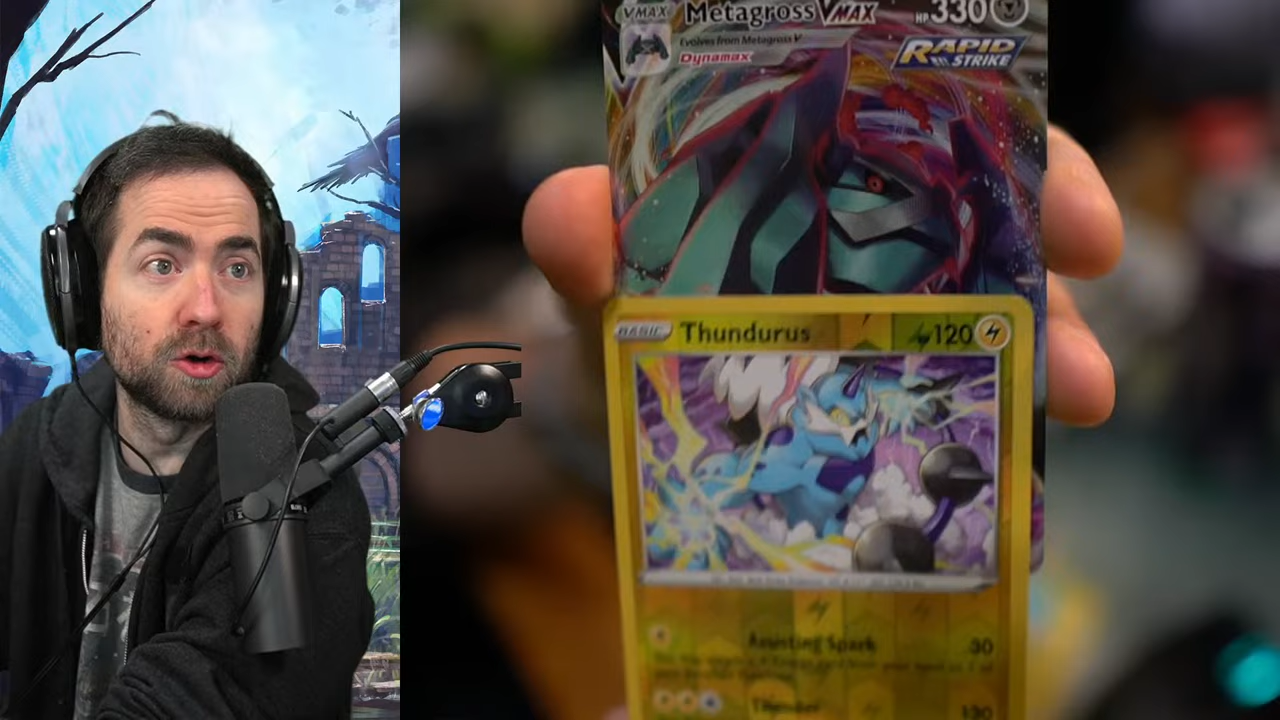 VMAX Metagross VMAX HP 330
Evolves from Metagross V
Dynamax
RAPID STRIKE
BASIC Thundurus HP 120
Assisting Spark 30
Thunder 130